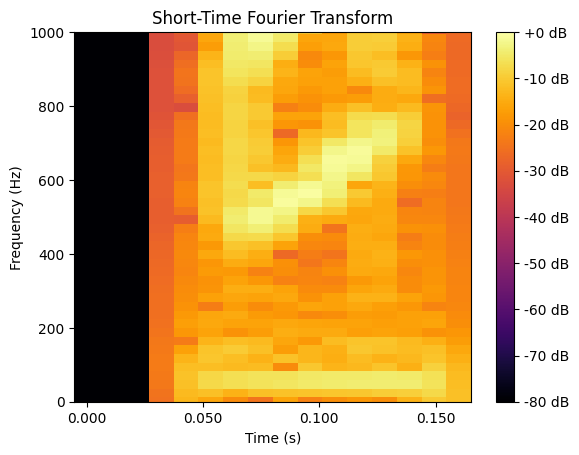 Short-Time Fourier Transform
1000
800
600
400
200
0
Frequency (Hz)
0.000
0.050
0.100
0.150
Time (s)
+0 dB
-10 dB
-20 dB
-30 dB
-40 dB
-50 dB
-60 dB
-70 dB
-80 dB